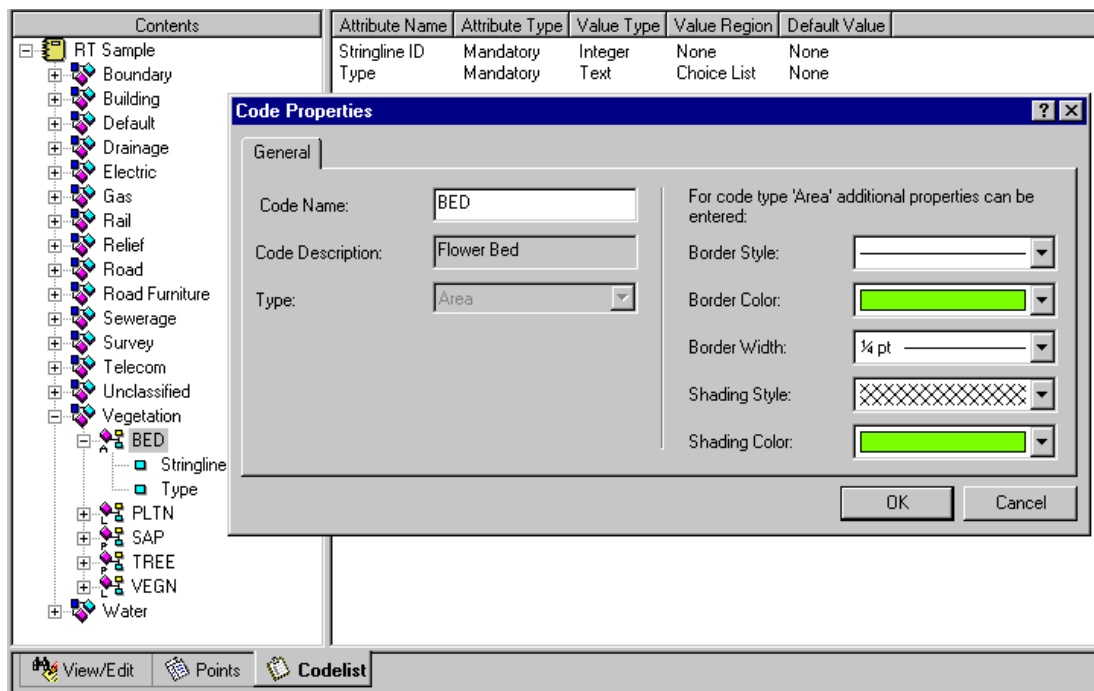 Contents
RT Sample
Boundary
Building
Default
Drainage
Electric
Gas
Rail
Relief
Road
Road Furniture
Sewerage
Survey
Telecom
Unclassified
Vegetation
A BED
Stringline
Type
L PLTN
P SAP
P TREE
L VEGN
Water
Attribute Name Attribute Type Value Type Value Region Default Value
Stringline ID Mandatory Integer None None
Type Mandatory Text Choice List None
Code Properties
General
Code Name: BED
Code Description: Flower Bed
Type: Area
For code type 'Area' additional properties can be
entered:
Border Style:
Border Color:
Border Width: ¼ pt
Shading Style:
Shading Color:
OK Cancel
View/Edit Points Codelist